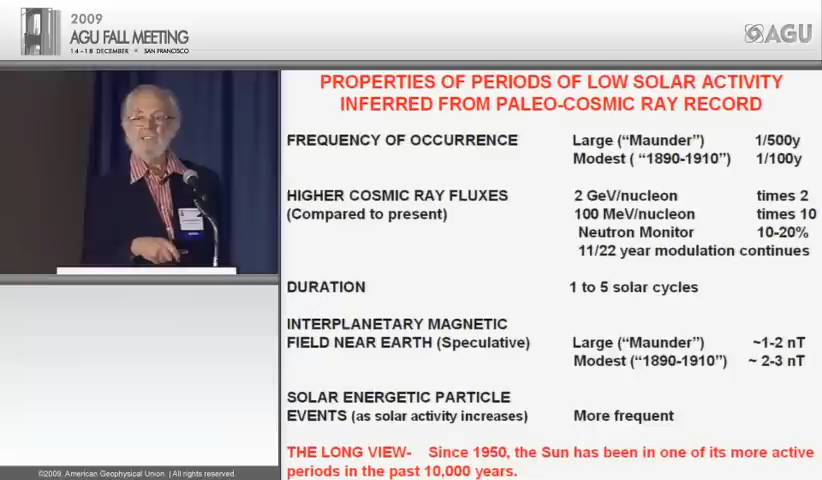 2009
AGU FALL MEETING
14 - 18 DECEMBER • SAN FRANCISCO
AGU
PROPERTIES OF PERIODS OF LOW SOLAR ACTIVITY
INFERRED FROM PALEO-COSMIC RAY RECORD
FREQUENCY OF OCCURRENCE Large ("Maunder") 1/500y
Modest ( "1890-1910") 1/100y
HIGHER COSMIC RAY FLUXES 2 GeV/nucleon times 2
(Compared to present) 100 MeV/nucleon times 10
Neutron Monitor 10-20%
11/22 year modulation continues
DURATION 1 to 5 solar cycles
INTERPLANETARY MAGNETIC
FIELD NEAR EARTH (Speculative) Large ("Maunder") ~1-2 nT
Modest ("1890-1910") ~ 2-3 nT
SOLAR ENERGETIC PARTICLE
EVENTS (as solar activity increases) More frequent
THE LONG VIEW- Since 1950, the Sun has been in one of its more active
periods in the past 10,000 years.
©2009. American Geophysical Union. | All rights reserved.